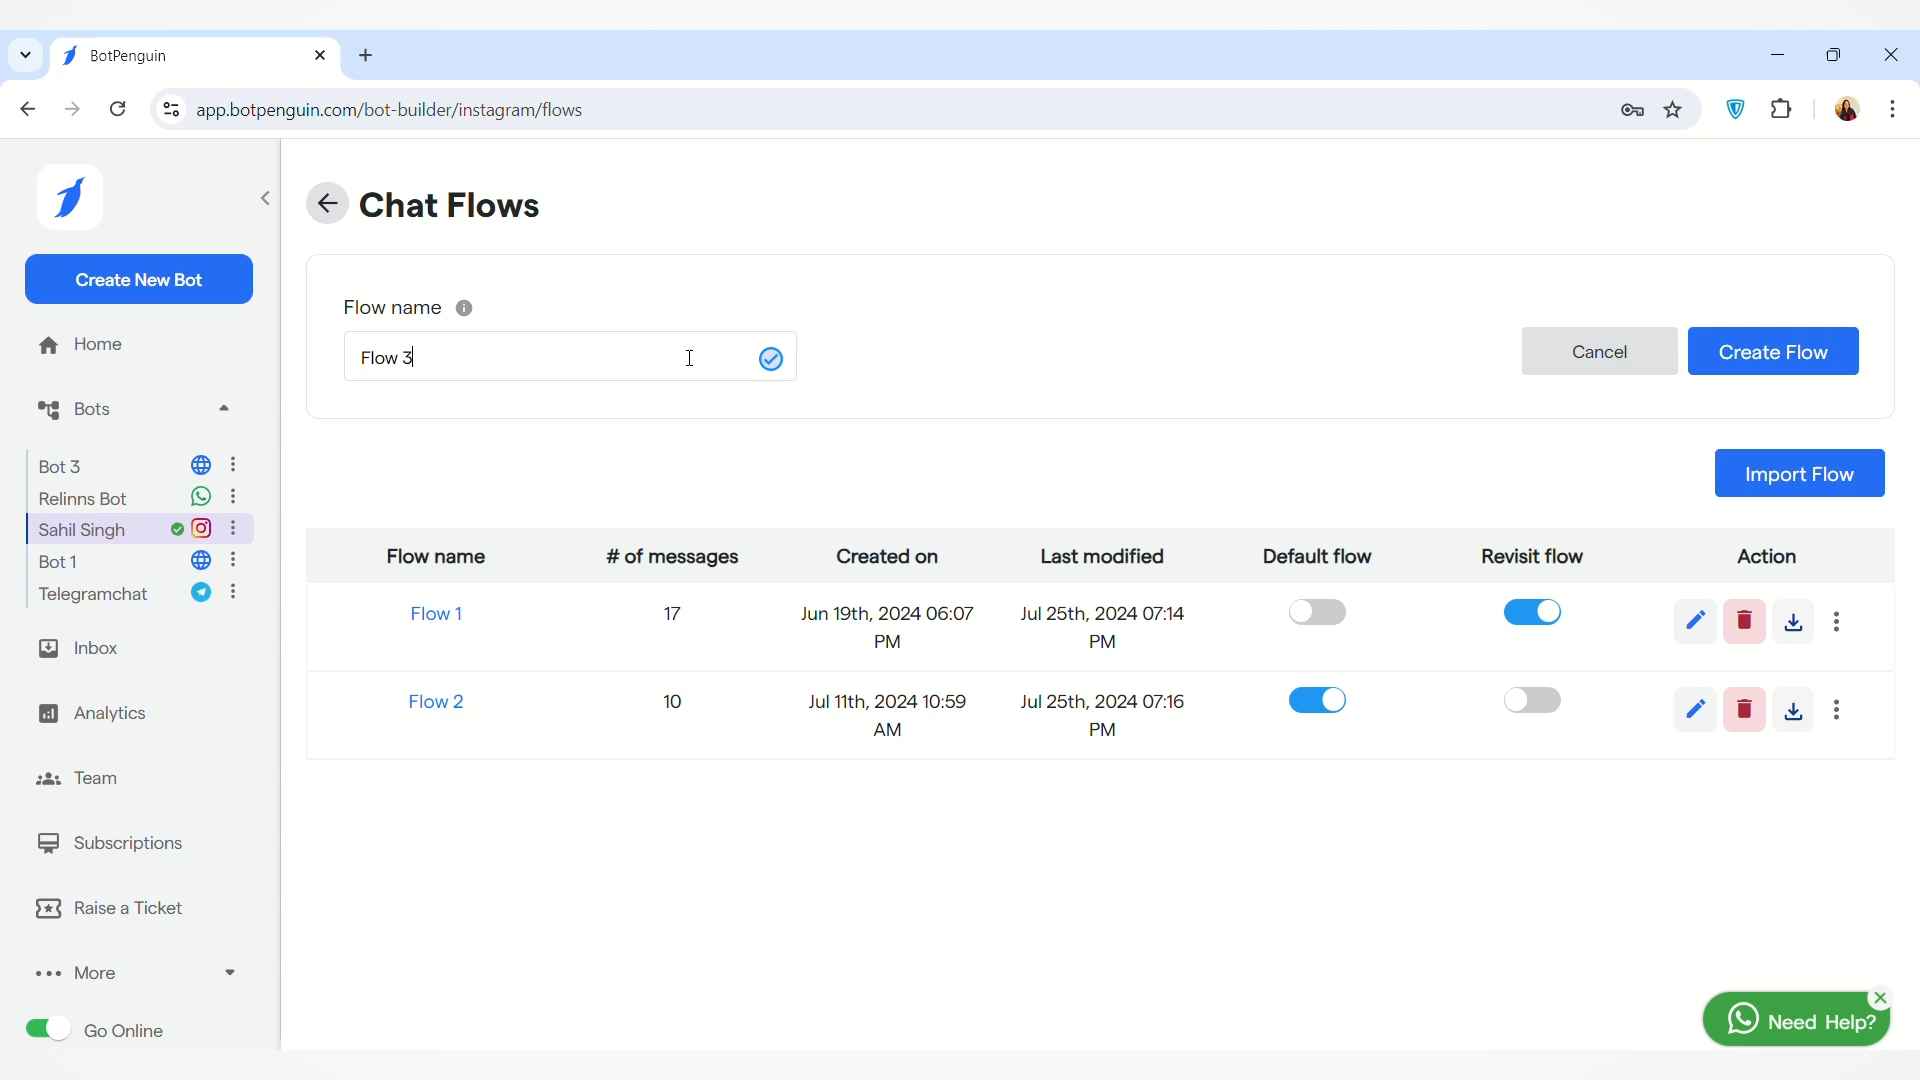 BotPenguin
app.botpenguin.com/bot-builder/instagram/flows
Create New Bot
Home
Bots
Bot 3
Relinns Bot
Sahil Singh
Bot 1
Telegramchat
Inbox
Analytics
Team
Subscriptions
Raise a Ticket
More
Go Online
Chat Flows
Flow name
Flow 3
Cancel
Create Flow
Import Flow
Flow name # of messages Created on Last modified Default flow Revisit flow Action
Flow 1 17 Jun 19th, 2024 06:07 Jul 25th, 2024 07:14
PM PM
Flow 2 10 Jul 11th, 2024 10:59 Jul 25th, 2024 07:16
AM PM
Need Help?